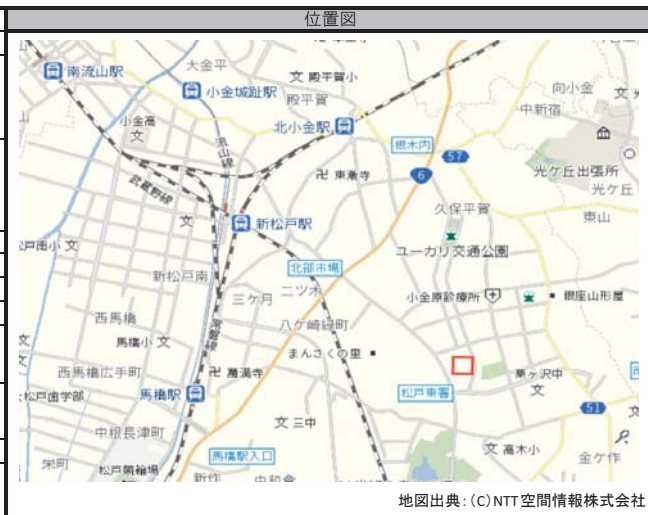 位置図
南流山駅
大金平
小金城趾駅
文 殿平賀小
殿平賀
向小金
中新宿
小金高
文
北小金駅
根木内
57
6
流山線
卍 東漸寺
光ケ丘出張所
光ケ丘
武蔵野線
久保平賀
東山
文
新松戸駅
ユーカリ交通公園
戸南小 文
北部市場
新松戸南
三ケ月
二ツ木
小金原診療所
銀座山形屋
西馬橋
常磐線
八ケ崎緑町
馬橋小 文
まんさくの里
西馬橋広手町
卍 萬満寺
栗ケ沢中
文
松戸歯学部
馬橋駅
松戸東署
51
文 三中
中根長津町
文 高木小
馬橋駅入口
栄町
松戸競輪場
新作
中和倉
金ケ作
地図出典：(C)NTT空間情報株式会社